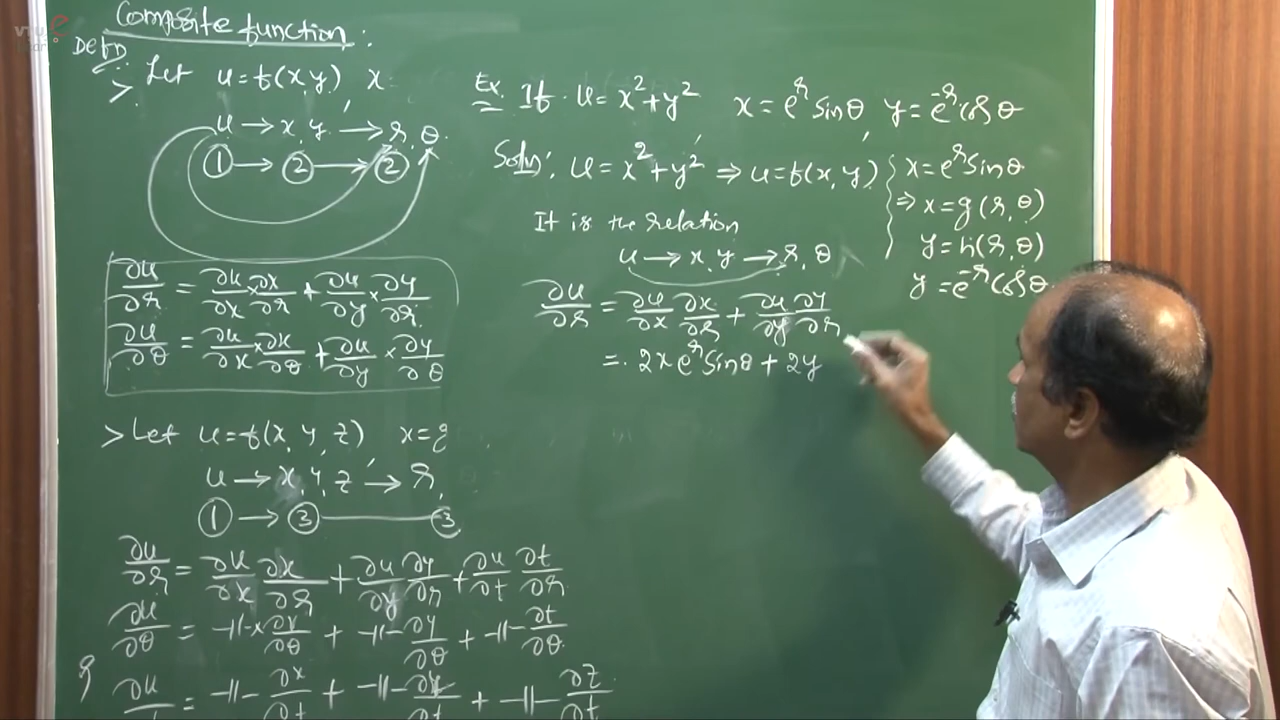 VTU e
Composite function :
Defn :
> Let u = f(x, y), x
u → x, y → r, θ
① → ② → ②
∂u/∂r = ∂u/∂x × ∂x/∂r + ∂u/∂y × ∂y/∂r
∂u/∂θ = ∂u/∂x × ∂x/∂θ + ∂u/∂y × ∂y/∂θ
> Let u = f(x, y, z), x = g
u → x, y, z → r,
① → ③ — ③
∂u/∂r = ∂u/∂x ∂x/∂r + ∂u/∂y ∂y/∂r + ∂u/∂t ∂t/∂r
∂u/∂θ = -||- × ∂x/∂θ + -||- ∂y/∂θ + -||- ∂t/∂θ
∂u/∂t = -||- ∂x/∂t + -||- ∂y/∂t + -||- ∂z/∂t
Ex. If u = x² + y² x = e^r sinθ, y = e^-r cosθ
Soln : u = x² + y² ⇒ u = f(x, y)
x = e^r sinθ
⇒ x = g(r, θ)
y = h(r, θ)
y = e^-r cosθ
It is the relation
u → x, y → r, θ
∂u/∂r = ∂u/∂x ∂x/∂r + ∂u/∂y ∂y/∂r
= 2x e^r sinθ + 2y